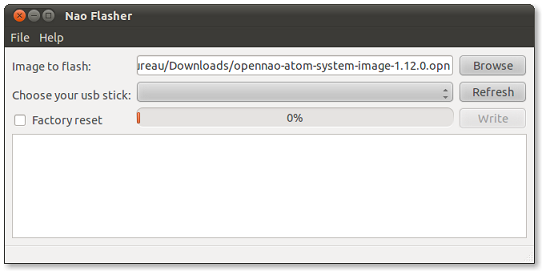 Nao Flasher
File Help
Image to flash: ureau/Downloads/opennao-atom-system-image-1.12.0.opn Browse
Choose your usb stick: Refresh
Factory reset 0% Write